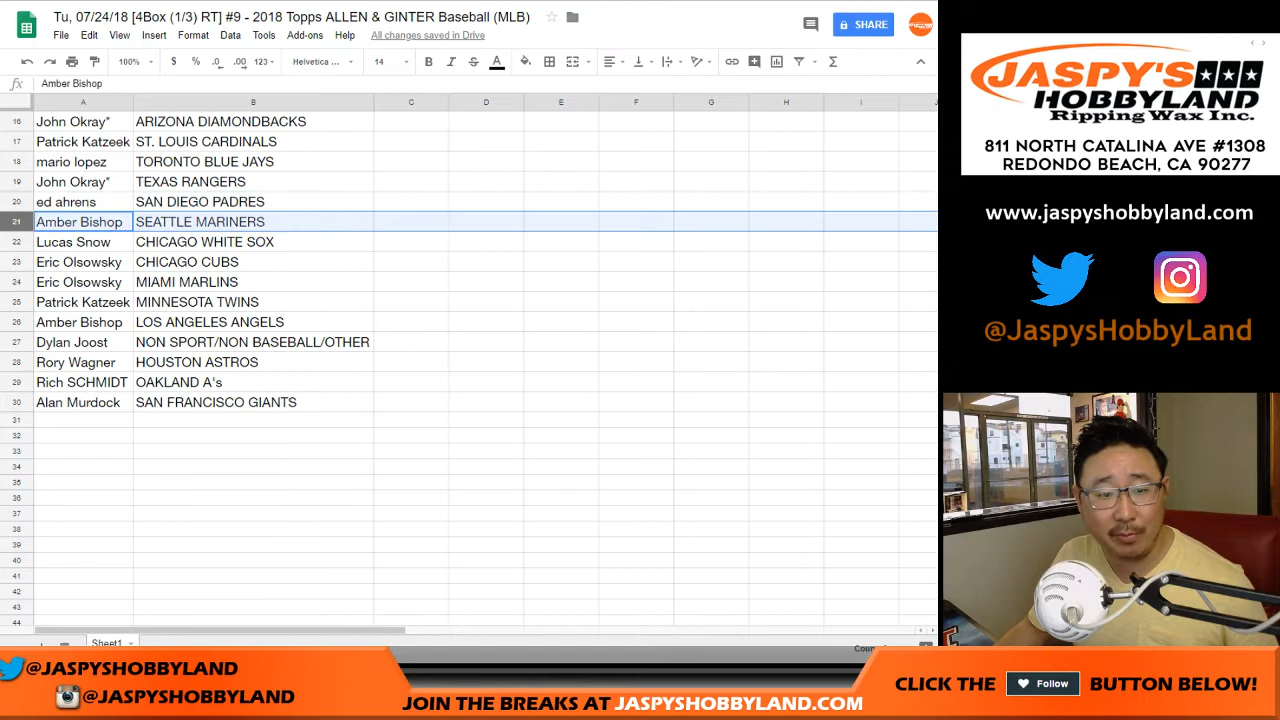 Tu, 07/24/18 [4Box (1/3) RT] #9 - 2018 Topps ALLEN & GINTER Baseball (MLB)
File Edit View Insert Format Data Tools Add-ons Help All changes saved in Drive
SHARE
100% $ % .0 .00 123 Helvetica ... 14 B I S A
fx Amber Bishop
A B C D E F G H I
16 John Okray* ARIZONA DIAMONDBACKS
17 Patrick Katzeek ST. LOUIS CARDINALS
18 mario lopez TORONTO BLUE JAYS
19 John Okray* TEXAS RANGERS
20 ed ahrens SAN DIEGO PADRES
21 Amber Bishop SEATTLE MARINERS
22 Lucas Snow CHICAGO WHITE SOX
23 Eric Olsowsky CHICAGO CUBS
24 Eric Olsowsky MIAMI MARLINS
25 Patrick Katzeek MINNESOTA TWINS
26 Amber Bishop LOS ANGELES ANGELS
27 Dylan Joost NON SPORT/NON BASEBALL/OTHER
28 Rory Wagner HOUSTON ASTROS
29 Rich SCHMIDT OAKLAND A's
30 Alan Murdock SAN FRANCISCO GIANTS
31
32
33
34
35
36
37
38
39
40
41
42
43
44
Sheet1
JASPY'S
HOBBYLAND
Ripping Wax Inc.
811 NORTH CATALINA AVE #1308
REDONDO BEACH, CA 90277
www.jaspyshobbyland.com
@JaspysHobbyLand
@JASPYSHOBBYLAND
@JASPYSHOBBYLAND
JOIN THE BREAKS AT JASPYSHOBBYLAND.COM
CLICK THE Follow BUTTON BELOW!